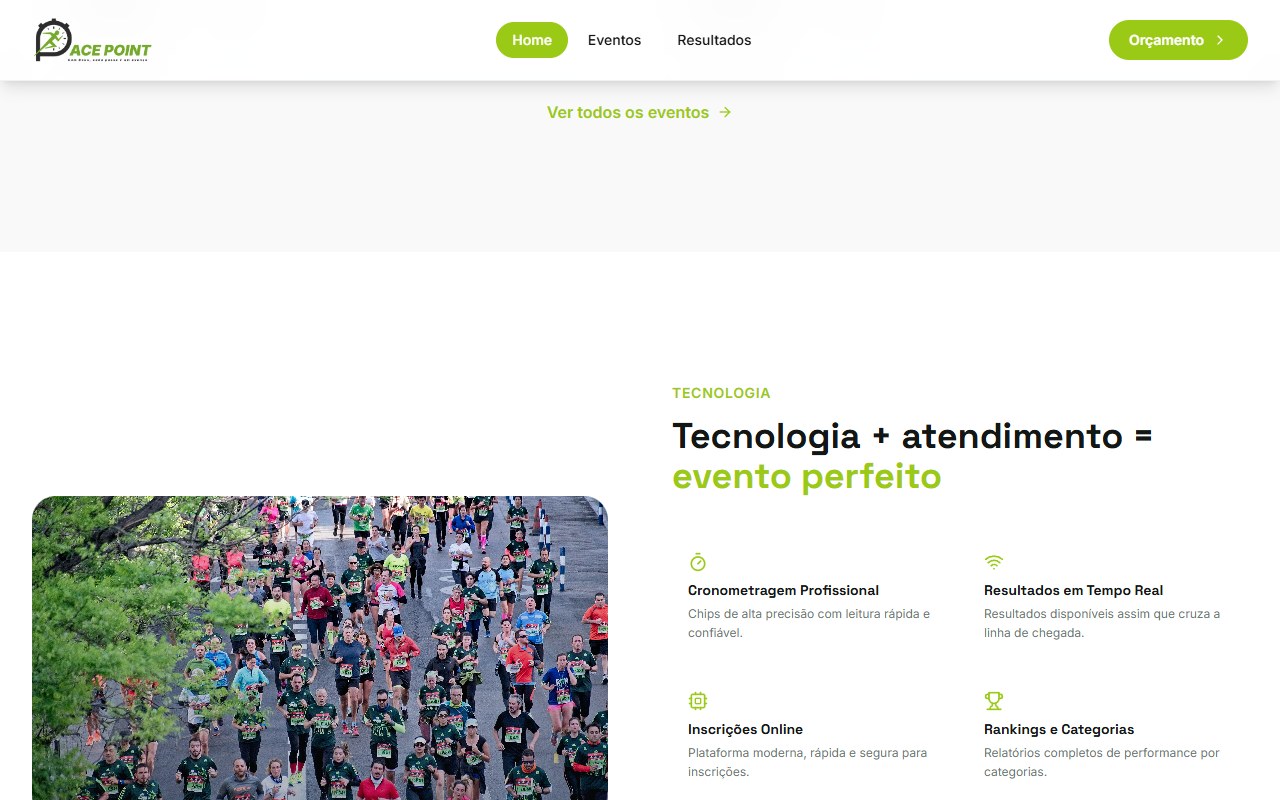 ACE POINT
Home
Eventos
Resultados
Orçamento
Ver todos os eventos
TECNOLOGIA
Tecnologia + atendimento =
evento perfeito
Cronometragem Profissional
Chips de alta precisão com leitura rápida e
confiável.
Resultados em Tempo Real
Resultados disponíveis assim que cruza a
linha de chegada.
Inscrições Online
Plataforma moderna, rápida e segura para
inscrições.
Rankings e Categorias
Relatórios completos de performance por
categorias.